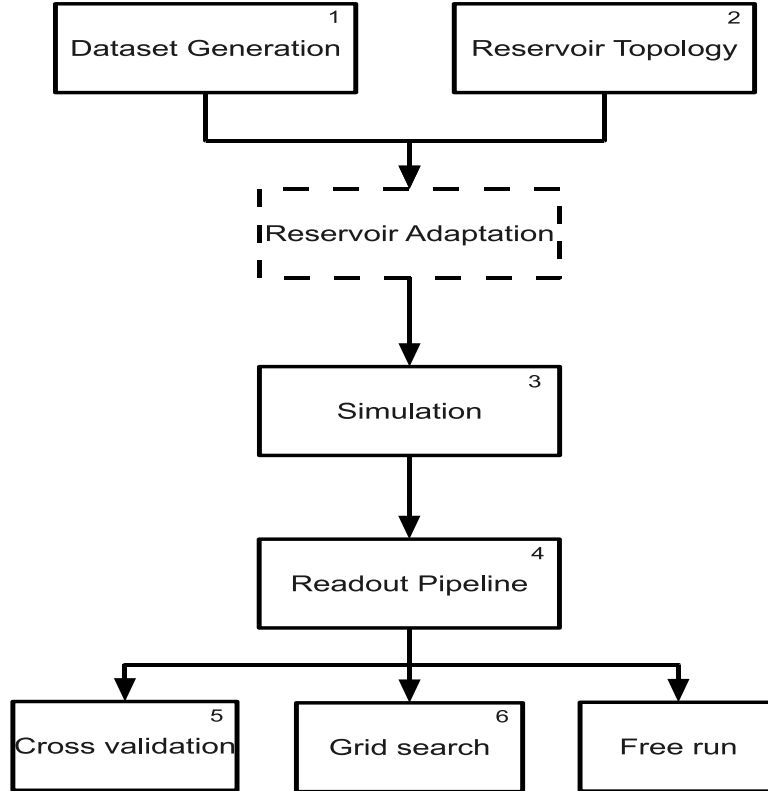 1
Dataset Generation
2
Reservoir Topology
Reservoir Adaptation
3
Simulation
4
Readout Pipeline
5
Cross validation
6
Grid search
Free run